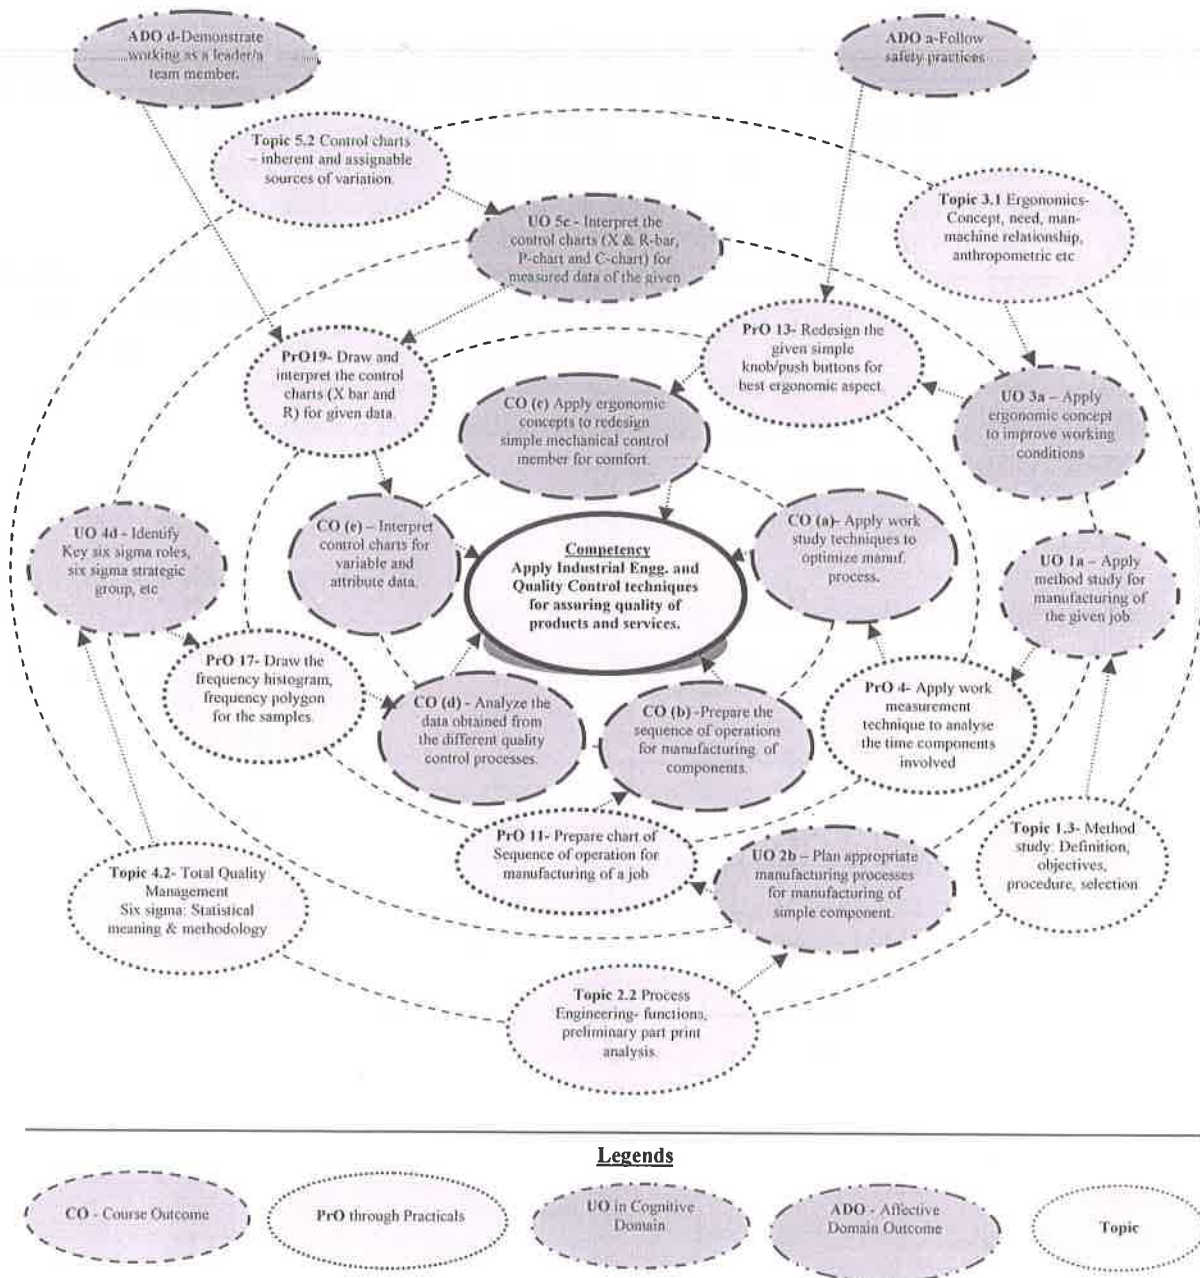 ADO d-Demonstrate
working as a leader/a
team member.
ADO a-Follow
safety practices
Topic 5.2 Control charts
– inherent and assignable
sources of variation.
Topic 3.1 Ergonomics-
Concept, need, man-
machine relationship,
anthropometric etc
UO 5c - Interpret the
control charts (X & R-bar,
P-chart and C-chart) for
measured data of the given
PrO 13- Redesign the
given simple
knob/push buttons for
best ergonomic aspect.
PrO19- Draw and
interpret the control
charts (X bar and
R) for given data.
UO 3a – Apply
ergonomic concept
to improve working
conditions
CO (c) Apply ergonomic
concepts to redesign
simple mechanical control
member for comfort.
UO 4d - Identify
Key six sigma roles,
six sigma strategic
group, etc
CO (e) – Interpret
control charts for
variable and
attribute data.
Competency
Apply Industrial Engg. and
Quality Control techniques
for assuring quality of
products and services.
CO (a)- Apply work
study techniques to
optimize manuf.
process.
UO 1a – Apply
method study for
manufacturing of
the given job.
PrO 17- Draw the
frequency histogram,
frequency polygon
for the samples.
CO (d) - Analyze the
data obtained from
the different quality
control processes.
CO (b)-Prepare the
sequence of operations
for manufacturing of
components.
PrO 4- Apply work
measurement
technique to analyse
the time components
involved
PrO 11- Prepare chart of
Sequence of operation for
manufacturing of a job
UO 2b – Plan appropriate
manufacturing processes
for manufacturing of
simple component.
Topic 1.3- Method
study: Definition,
objectives,
procedure, selection
Topic 4.2- Total Quality
Management
Six sigma: Statistical
meaning & methodology
Topic 2.2 Process
Engineering- functions,
preliminary part print
analysis.
Legends
CO - Course Outcome
PrO through Practicals
UO in Cognitive
Domain
ADO - Affective
Domain Outcome
Topic